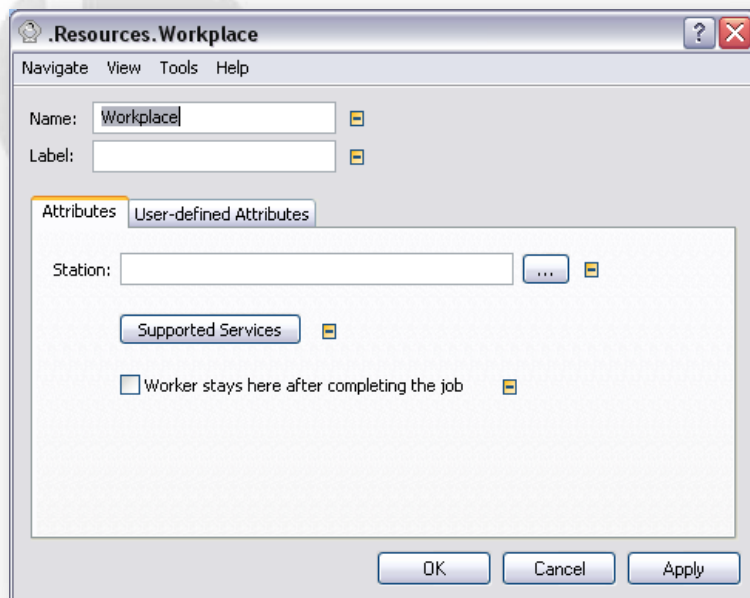 .Resources.Workplace
Navigate View Tools Help
Name: Workplace
Label:
Attributes User-defined Attributes
Station: ...
Supported Services
Worker stays here after completing the job
OK Cancel Apply